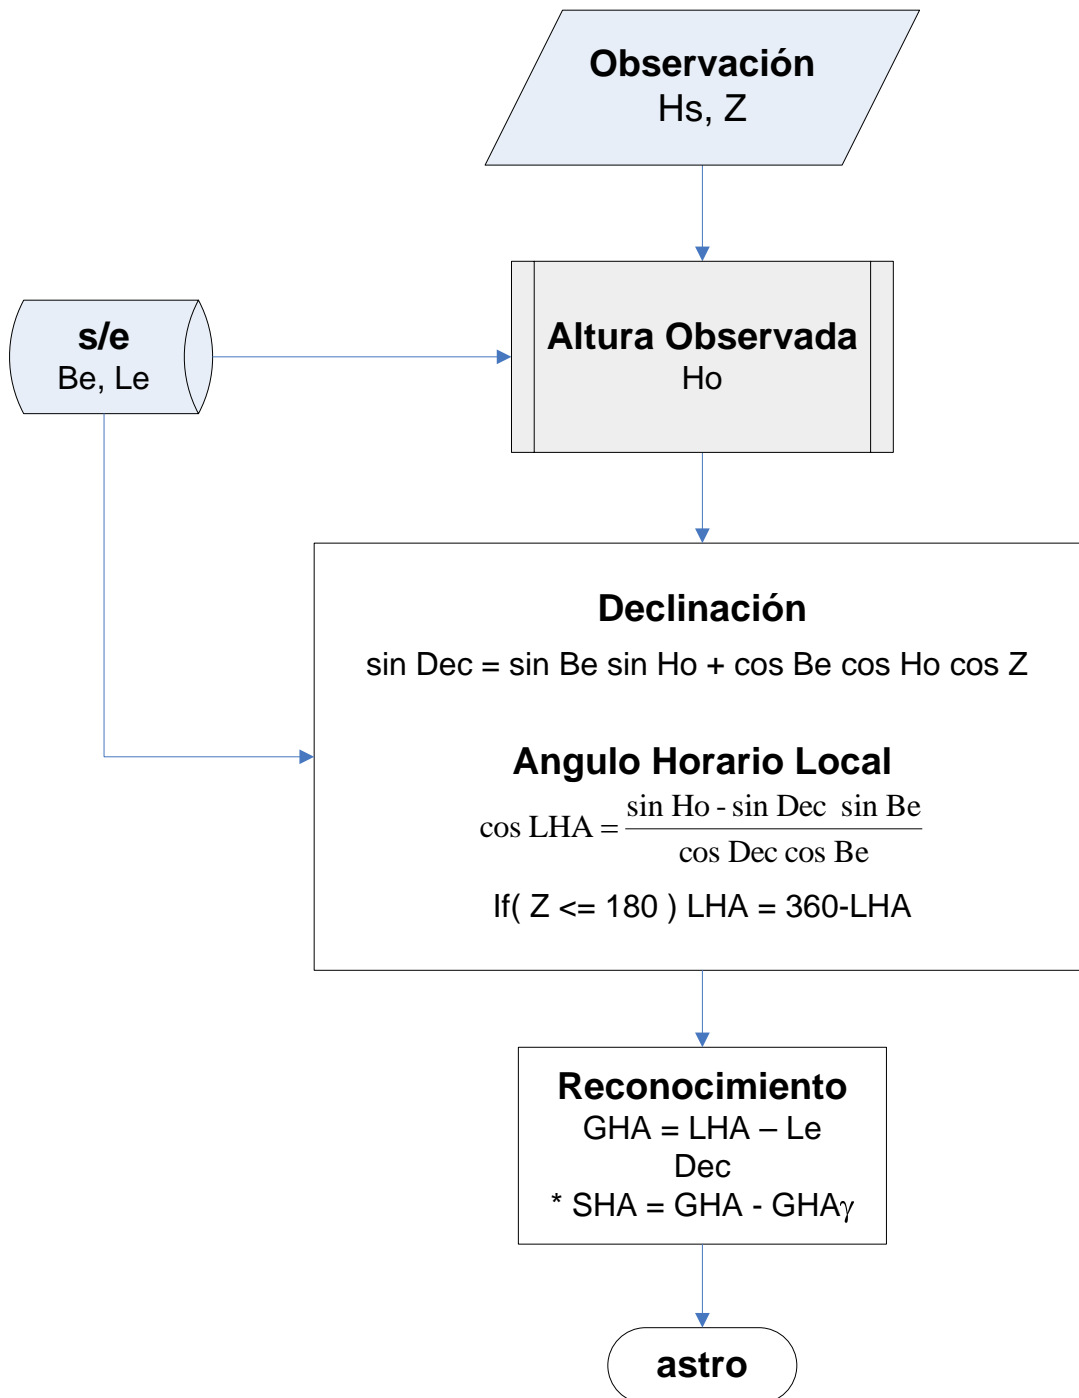 Observación
Hs, Z
s/e
Be, Le
Altura Observada
Ho
Declinación
sin Dec = sin Be sin Ho + cos Be cos Ho cos Z
Angulo Horario Local
cos LHA = (sin Ho - sin Dec sin Be) / (cos Dec cos Be)
If( Z <= 180 ) LHA = 360-LHA
Reconocimiento
GHA = LHA – Le
Dec
* SHA = GHA - GHAγ
astro